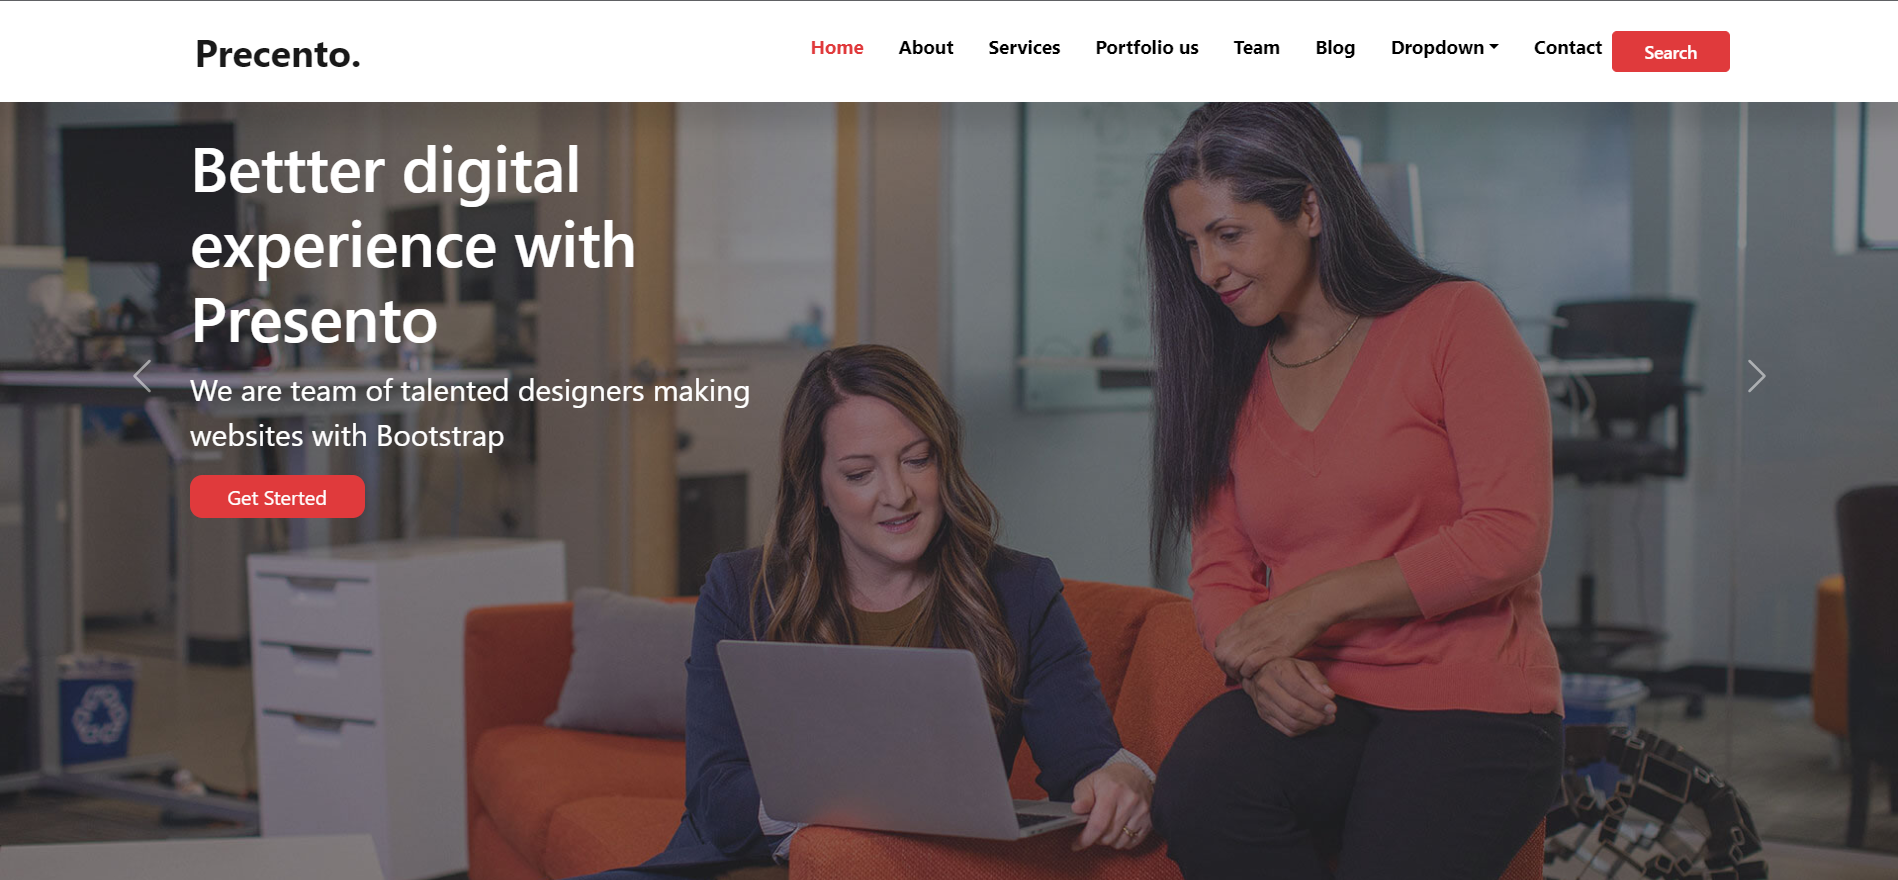 Precento.
Home About Services Portfolio us Team Blog Dropdown Contact Search
Bettter digital
experience with
Presento
We are team of talented designers making
websites with Bootstrap
Get Sterted